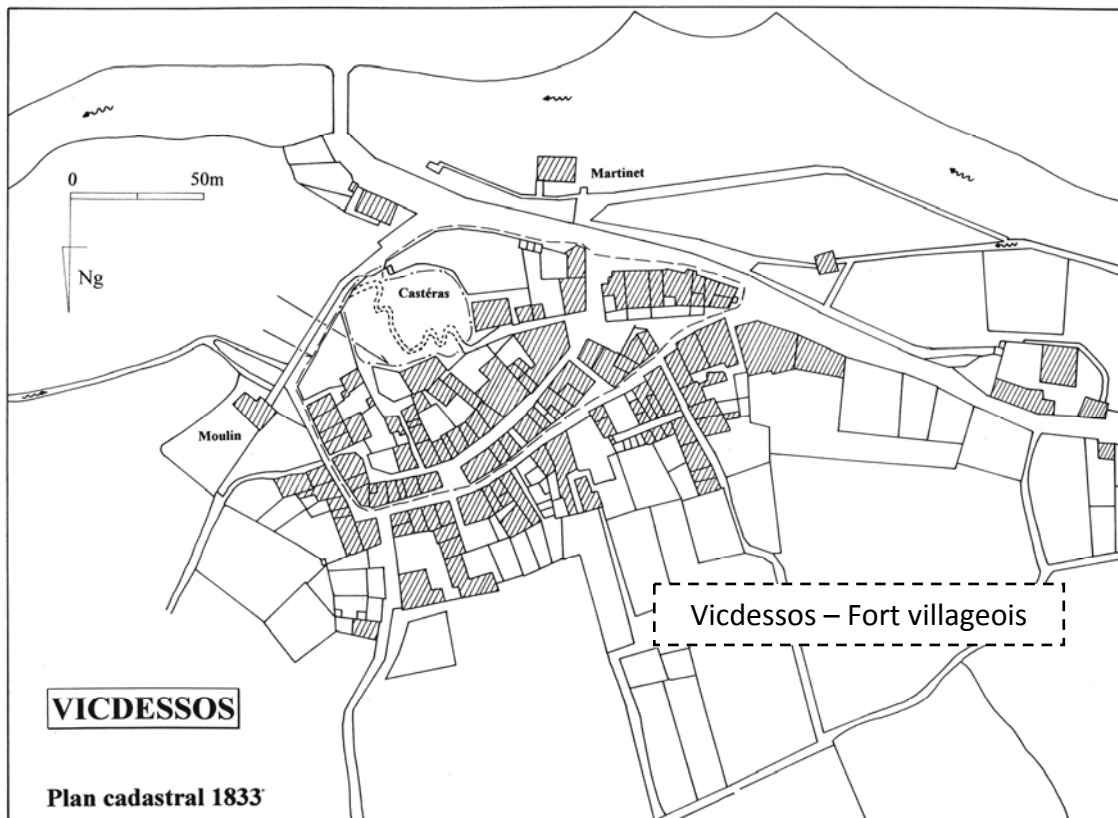 0 50m
Martinet
Ng
Castéras
Moulin
Vicdessos – Fort villageois
VICDESSOS
Plan cadastral 1833